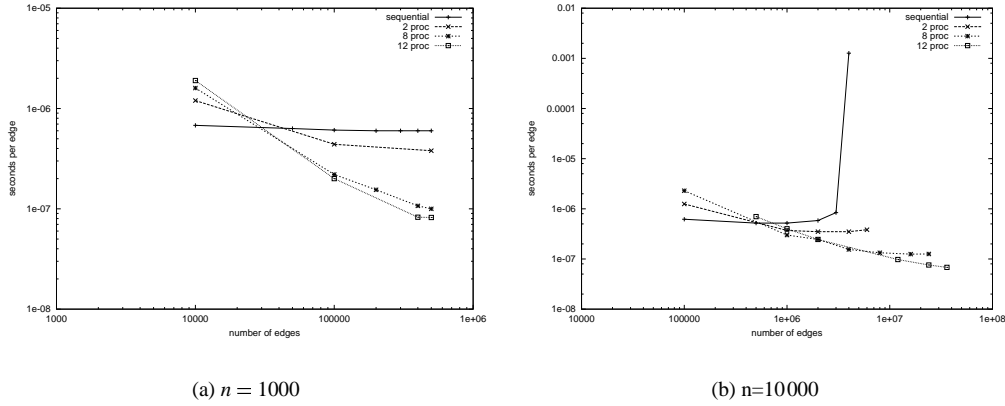 1e-05
1e-06
1e-07
1e-08
seconds per edge
1000
10000
100000
1e+06
number of edges
sequential
2 proc
8 proc
12 proc
(a) n = 1000
0.01
0.001
0.0001
1e-05
1e-06
1e-07
1e-08
seconds per edge
10000
100000
1e+06
1e+07
1e+08
number of edges
sequential
2 proc
8 proc
12 proc
(b) n=10000